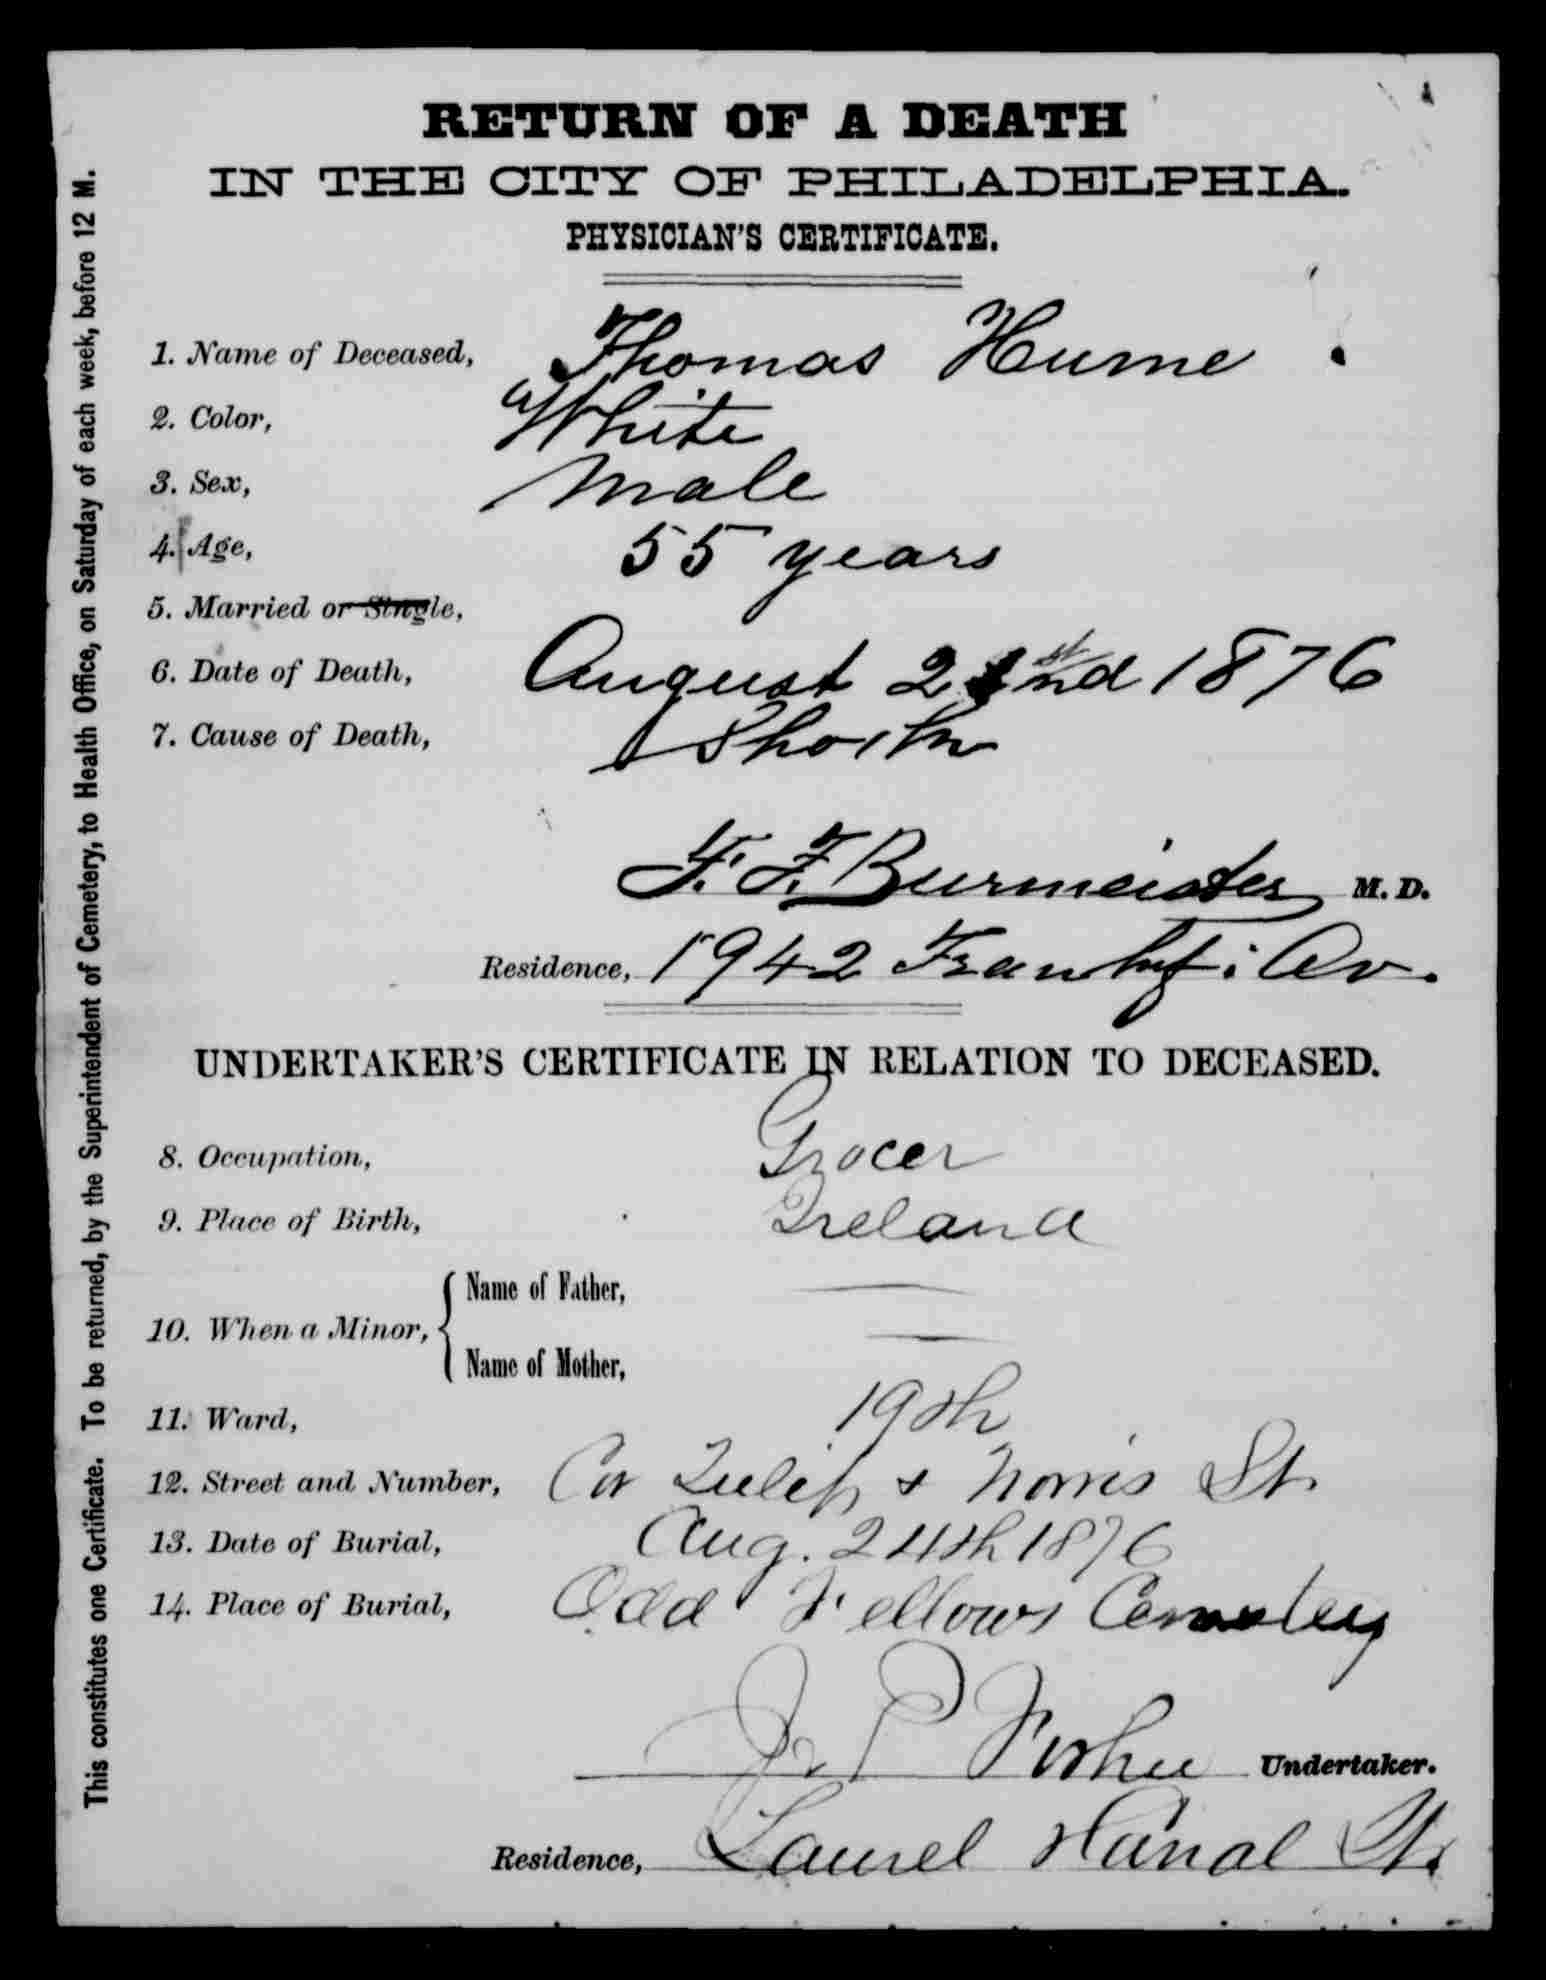 RETURN OF A DEATH
IN THE CITY OF PHILADELPHIA.
PHYSICIAN'S CERTIFICATE.
1. Name of Deceased, Thomas Hume
2. Color, White
3. Sex, Male
4. Age, 55 years
5. Married or Single,
6. Date of Death, August 21st nd 1876
7. Cause of Death,
F. F. Burmeister M. D.
Residence, 1942 Frankf: Av.
UNDERTAKER'S CERTIFICATE IN RELATION TO DECEASED.
8. Occupation, Grocer
9. Place of Birth, Ireland
10. When a Minor, { Name of Father,
Name of Mother,
11. Ward, 19th
12. Street and Number, Cor Tulip & Norris St.
13. Date of Burial, Aug. 24th 1876
14. Place of Burial, Odd Fellows Cemetery
Undertaker.
Residence, Laurel St.
This constitutes one Certificate. To be returned, by the Superintendent of Cemetery, to Health Office, on Saturday of each week, before 12 M.